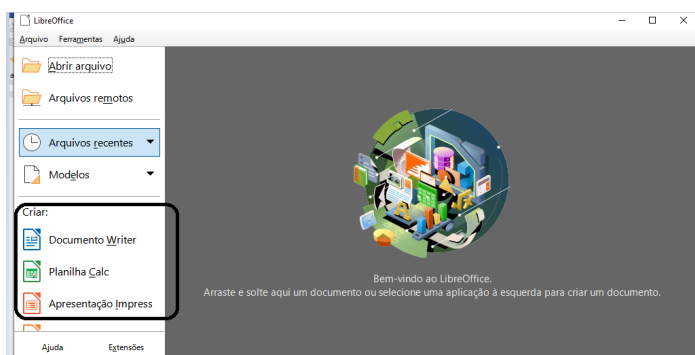 LibreOffice
Arquivo Ferramentas Ajuda
Abrir arquivo
Arquivos remotos
Arquivos recentes
Modelos
Criar:
Documento Writer
Planilha Calc
Apresentação Impress
Ajuda Extensões
Bem-vindo ao LibreOffice.
Arraste e solte aqui um documento ou selecione uma aplicação à esquerda para criar um documento.